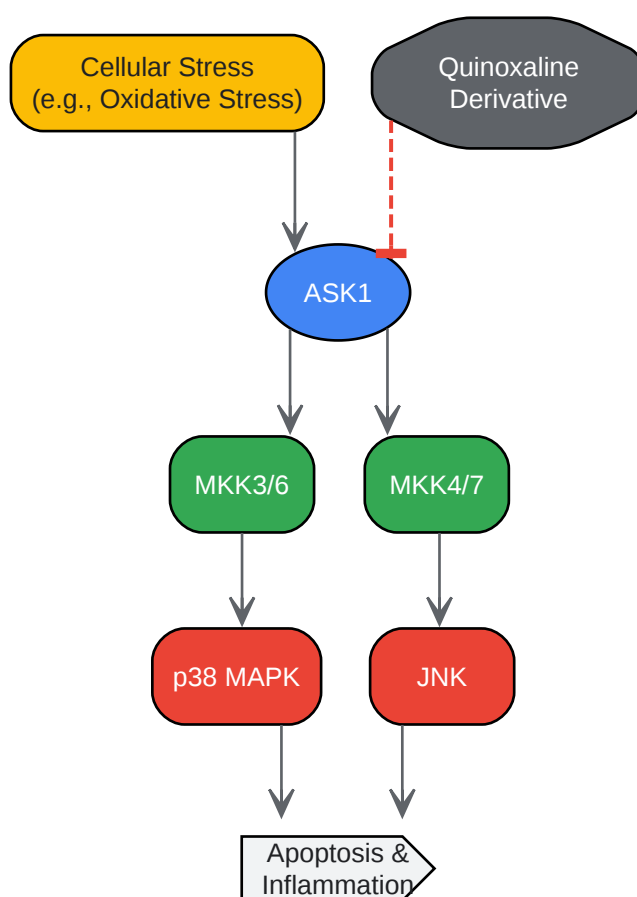 Cellular Stress
(e.g., Oxidative Stress)
Quinoxaline
Derivative
ASK1
MKK3/6
MKK4/7
p38 MAPK
JNK
Apoptosis &
Inflammation